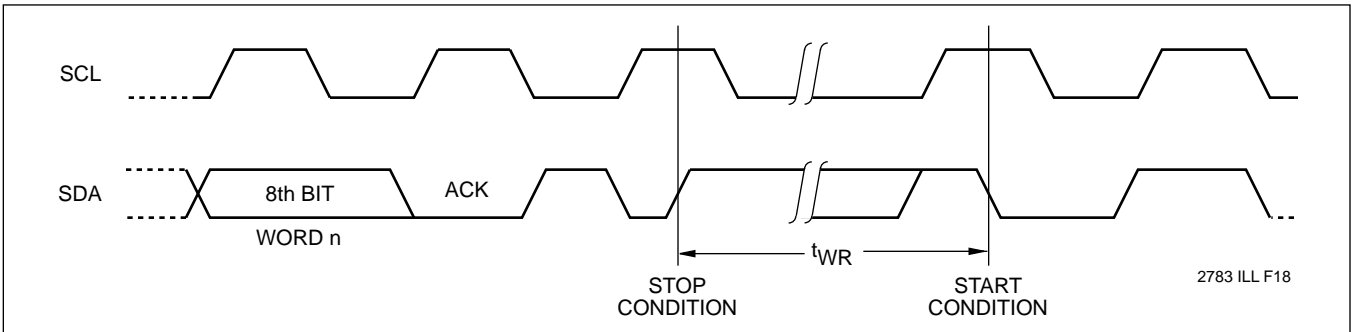 SCL
SDA
8th BIT
ACK
WORD n
tWR
STOP
CONDITION
START
CONDITION
2783 ILL F18